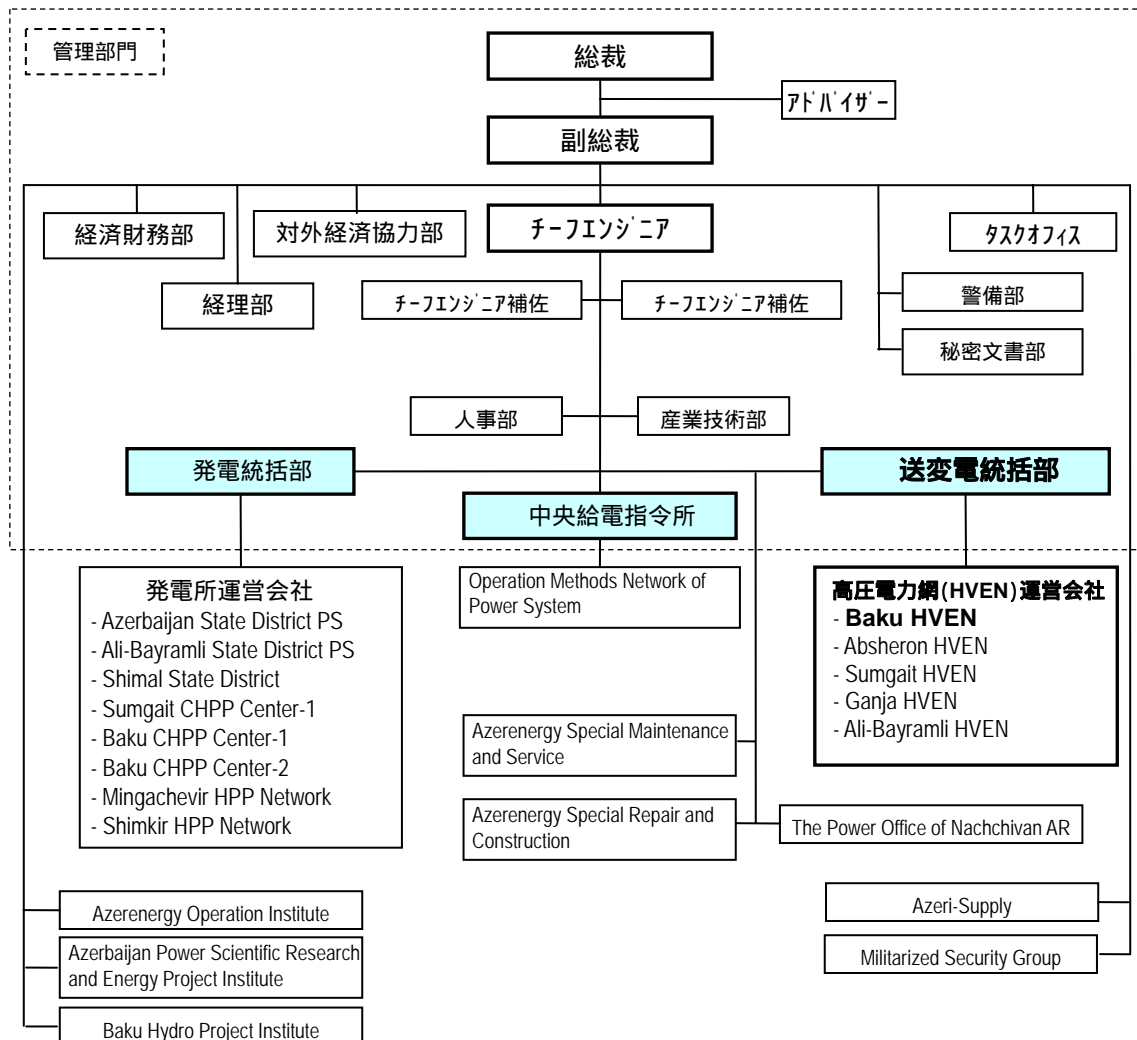 管理部門
総裁
ｱﾄﾞﾊﾞｲｻﾞｰ
副総裁
経済財務部
対外経済協力部
ﾁｰﾌｴﾝｼﾞﾆｱ
ﾀｽｸｵﾌｨｽ
経理部
ﾁｰﾌｴﾝｼﾞﾆｱ補佐
ﾁｰﾌｴﾝｼﾞﾆｱ補佐
警備部
秘密文書部
人事部
産業技術部
発電統括部
送変電統括部
中央給電指令所
発電所運営会社
- Azerbaijan State District PS
- Ali-Bayramli State District PS
- Shimal State District
- Sumgait CHPP Center-1
- Baku CHPP Center-1
- Baku CHPP Center-2
- Mingachevir HPP Network
- Shimkir HPP Network
Operation Methods Network of
Power System
高圧電力網(HVEN)運営会社
- Baku HVEN
- Absheron HVEN
- Sumgait HVEN
- Ganja HVEN
- Ali-Bayramli HVEN
Azerenergy Special Maintenance
and Service
Azerenergy Special Repair and
Construction
The Power Office of Nachchivan AR
Azerenergy Operation Institute
Azeri-Supply
Azerbaijan Power Scientific Research
and Energy Project Institute
Militarized Security Group
Baku Hydro Project Institute